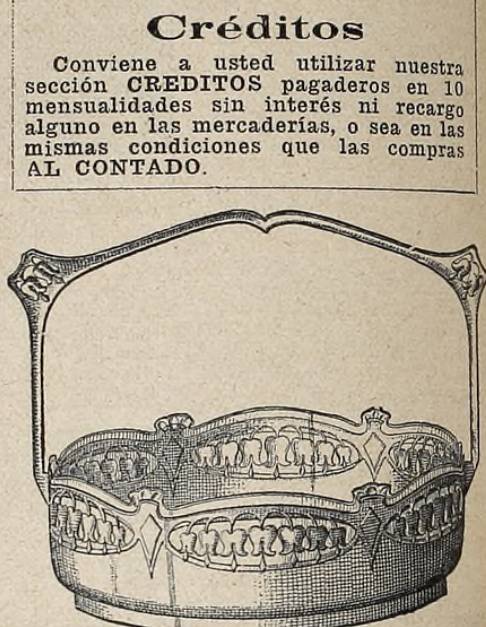 Créditos
Conviene a usted utilizar nuestra
sección CREDITOS pagaderos en 10
mensualidades sin interés ni recargo
alguno en las mercaderías, o sea en las
mismas condiciones que las compras
AL CONTADO.